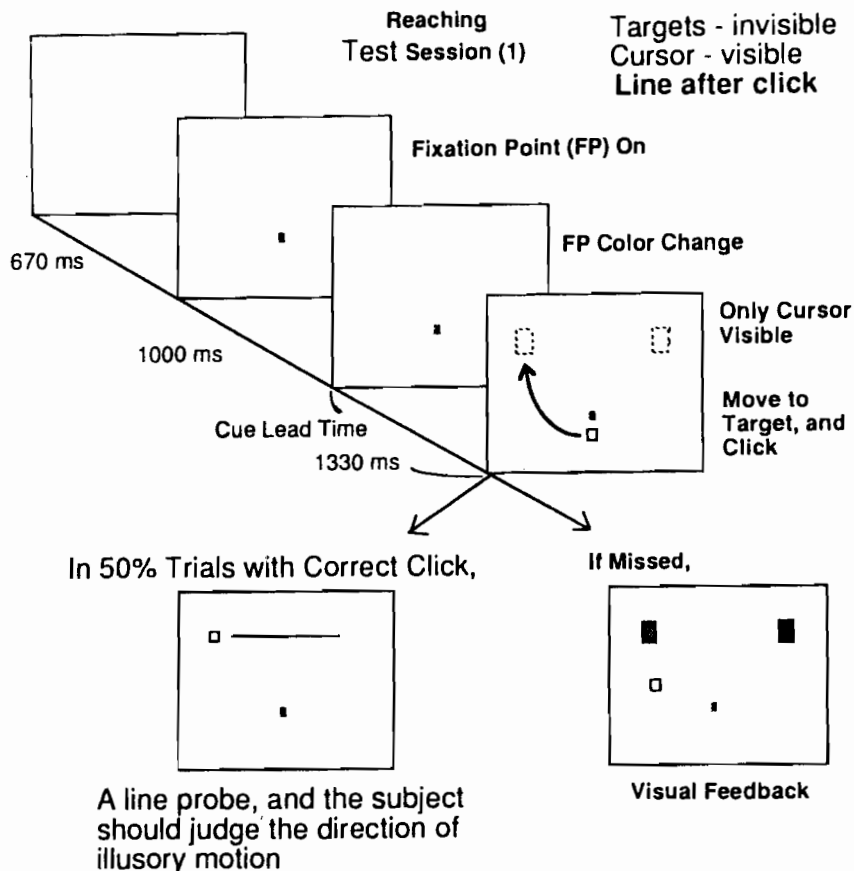 Reaching
Test Session (1)
Targets - invisible
Cursor - visible
Line after click
Fixation Point (FP) On
FP Color Change
670 ms
Only Cursor
Visible
1000 ms
Move to
Target, and
Click
Cue Lead Time
1330 ms
In 50% Trials with Correct Click,
If Missed,
A line probe, and the subject
should judge the direction of
illusory motion
Visual Feedback